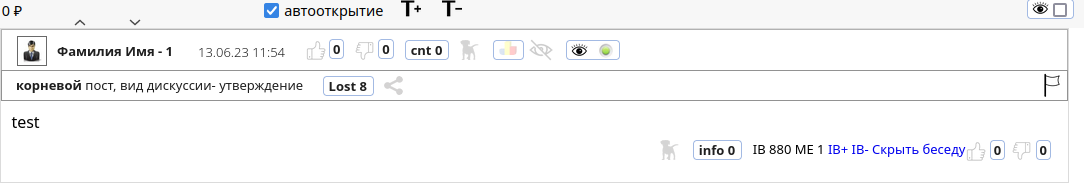 0 ₽ автооткрытие T+ T-
Фамилия Имя - 1 13.06.23 11:54 0 0 cnt 0
корневой пост, вид дискуссии- утверждение Lost 8
test
info 0 IB 880 ME 1 IB+ IB- Скрыть беседу 0 0